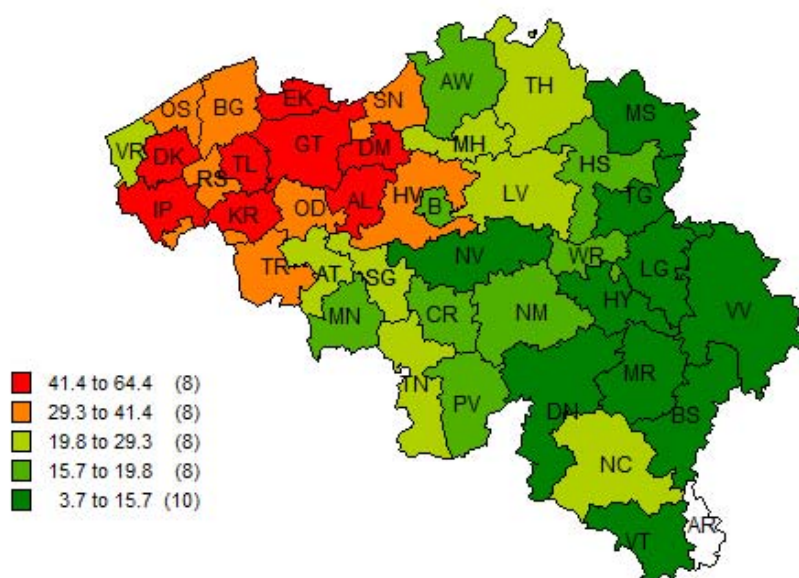 AW
TH
EK
SN
OS
BG
MS
VR
DK
GT
DM
MH
HS
RS
TL
HV
LV
TG
IP
KR
OD
AL
B
TR
AT
SG
NV
WR
LG
MN
CR
NM
HY
VV
TN
PV
MR
DN
BS
NC
AR
VT
41.4 to 64.4 (8)
29.3 to 41.4 (8)
19.8 to 29.3 (8)
15.7 to 19.8 (8)
3.7 to 15.7 (10)